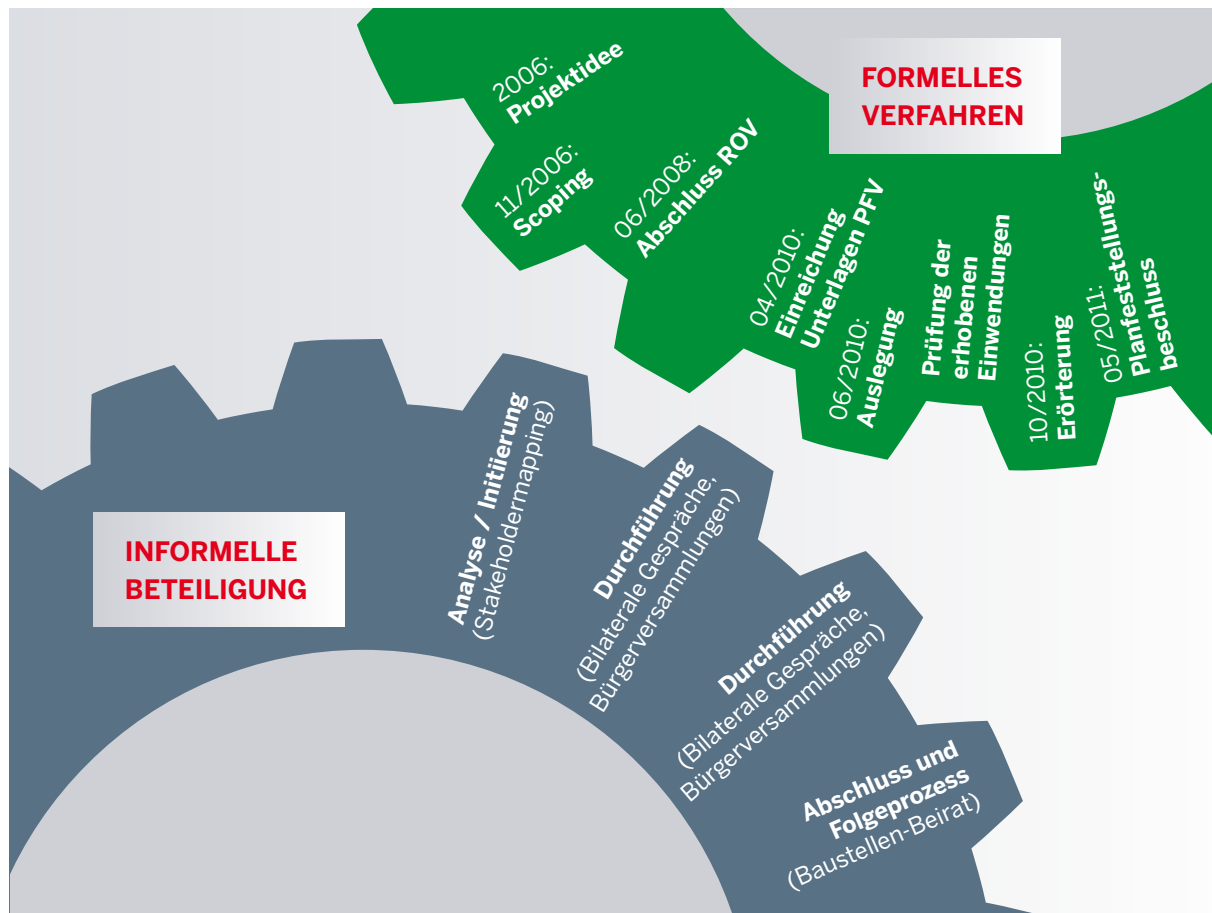 FORMELLES
VERFAHREN
2006:
Projektidee
11/2006:
Scoping
06/2008:
Abschluss ROV
04/2010:
Einreichung
Unterlagen PFV
06/2010:
Auslegung
Prüfung der
erhobenen
Einwendungen
10/2010:
Erörterung
05/2011:
Planfeststellungs-
beschluss
INFORMELLE
BETEILIGUNG
Analyse / Initiierung
(Stakeholdermapping)
Durchführung
(Bilaterale Gespräche,
Bürgerversammlungen)
Durchführung
(Bilaterale Gespräche,
Bürgerversammlungen)
Abschluss und
Folgeprozess
(Baustellen-Beirat)